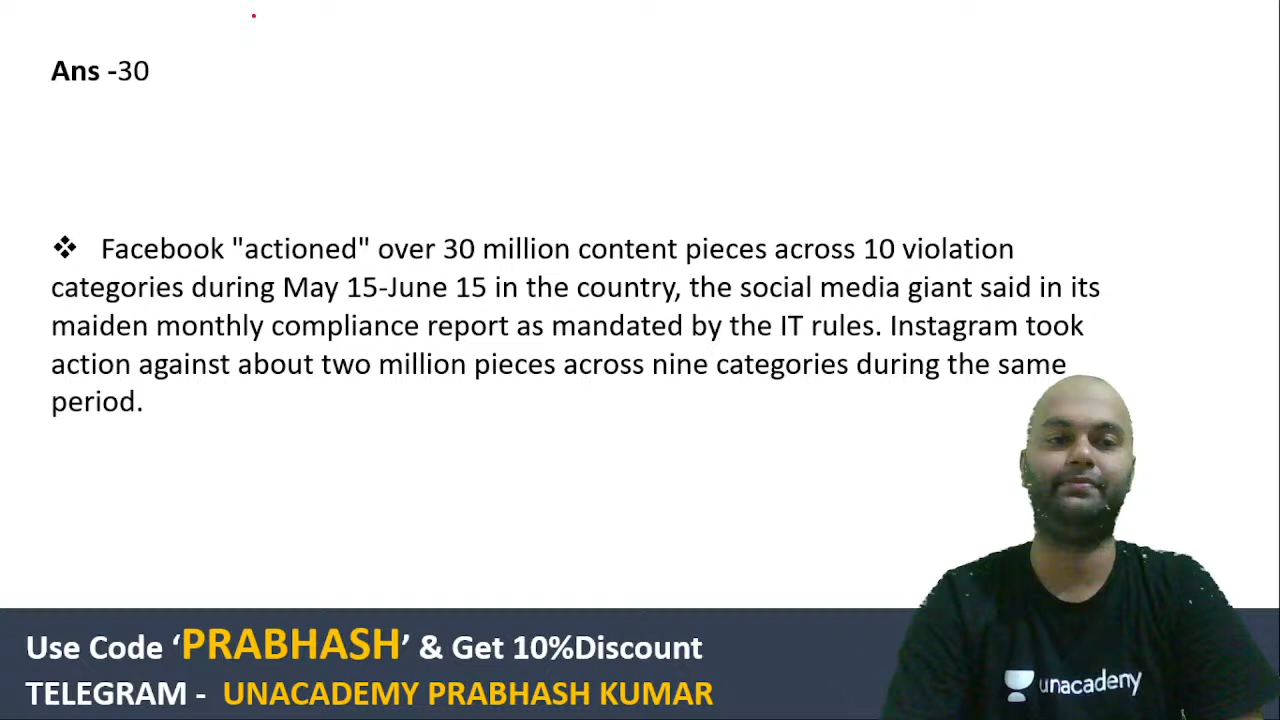 Ans -30
❖ Facebook "actioned" over 30 million content pieces across 10 violation
categories during May 15-June 15 in the country, the social media giant said in its
maiden monthly compliance report as mandated by the IT rules. Instagram took
action against about two million pieces across nine categories during the same
period.
Use Code ‘PRABHASH’ & Get 10%Discount
TELEGRAM - UNACADEMY PRABHASH KUMAR
unacademy